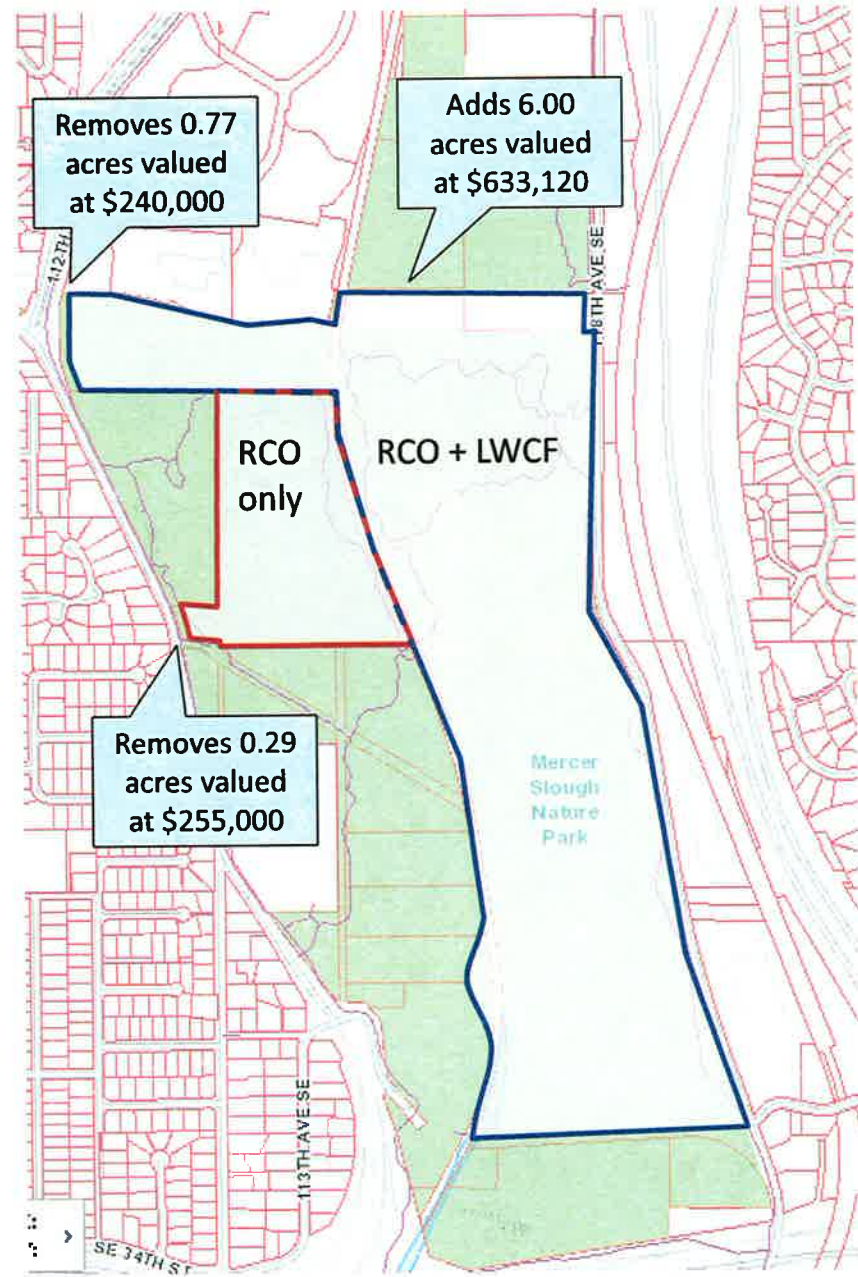 Removes 0.77
acres valued
at $240,000
Adds 6.00
acres valued
at $633,120
112TH
118TH AVE SE
RCO
only
RCO + LWCF
Removes 0.29
acres valued
at $255,000
Mercer
Slough
Nature
Park
113TH AVE SE
SE 34TH ST